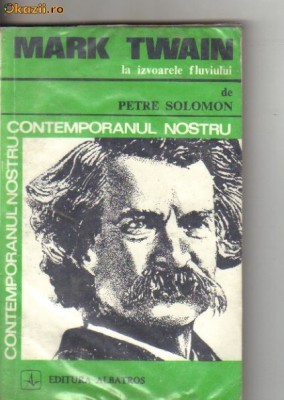 Okazii.ro
MARK TWAIN
la izvoarele fluviului
de
PETRE SOLOMON
CONTEMPORANUL NOSTRU
CONTEMPORANUL NOSTRU
EDITURA ALBATROS